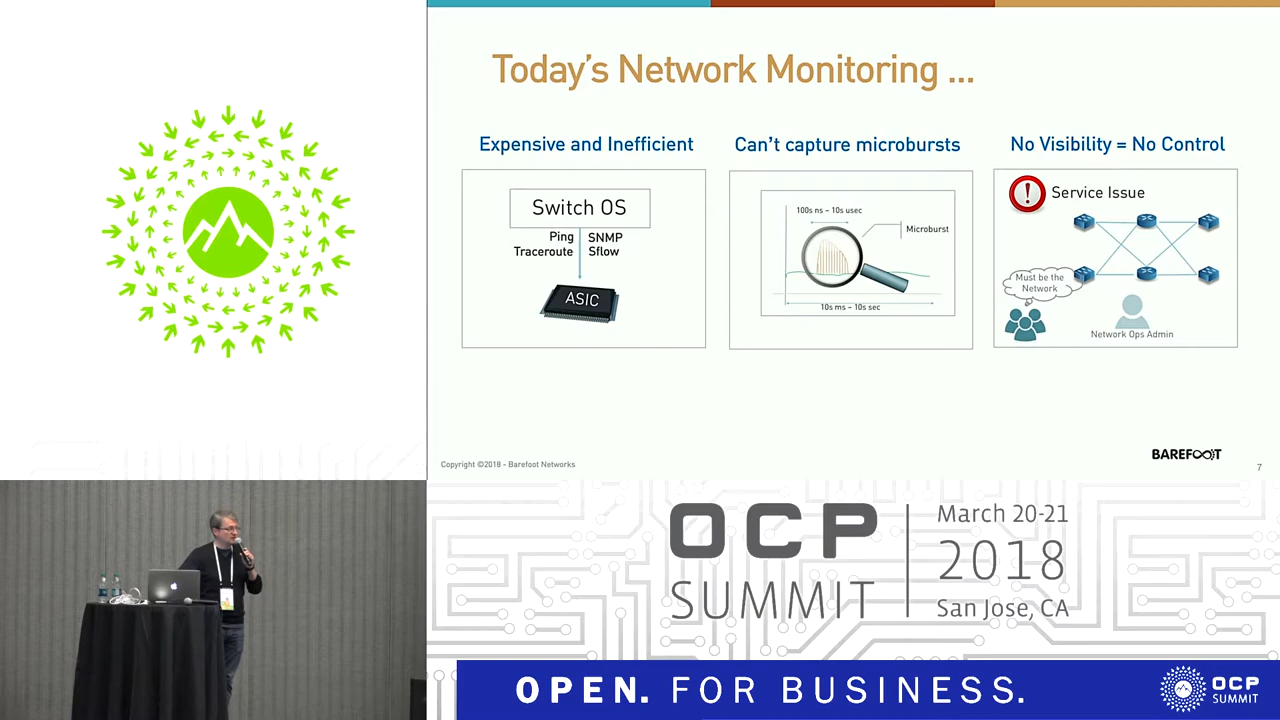 Today's Network Monitoring ...
Expensive and Inefficient
Switch OS
Ping
Traceroute
SNMP
Sflow
ASIC
Can't capture microbursts
100s ns – 10s usec
Microburst
10s ms – 10s sec
No Visibility = No Control
Service Issue
Must be the
Network
Network Ops Admin
Copyright ©2018 - Barefoot Networks
BAREFOOT
7
OCP
SUMMIT
March 20-21
2018
San Jose, CA
OPEN. FOR BUSINESS.
OCP
SUMMIT